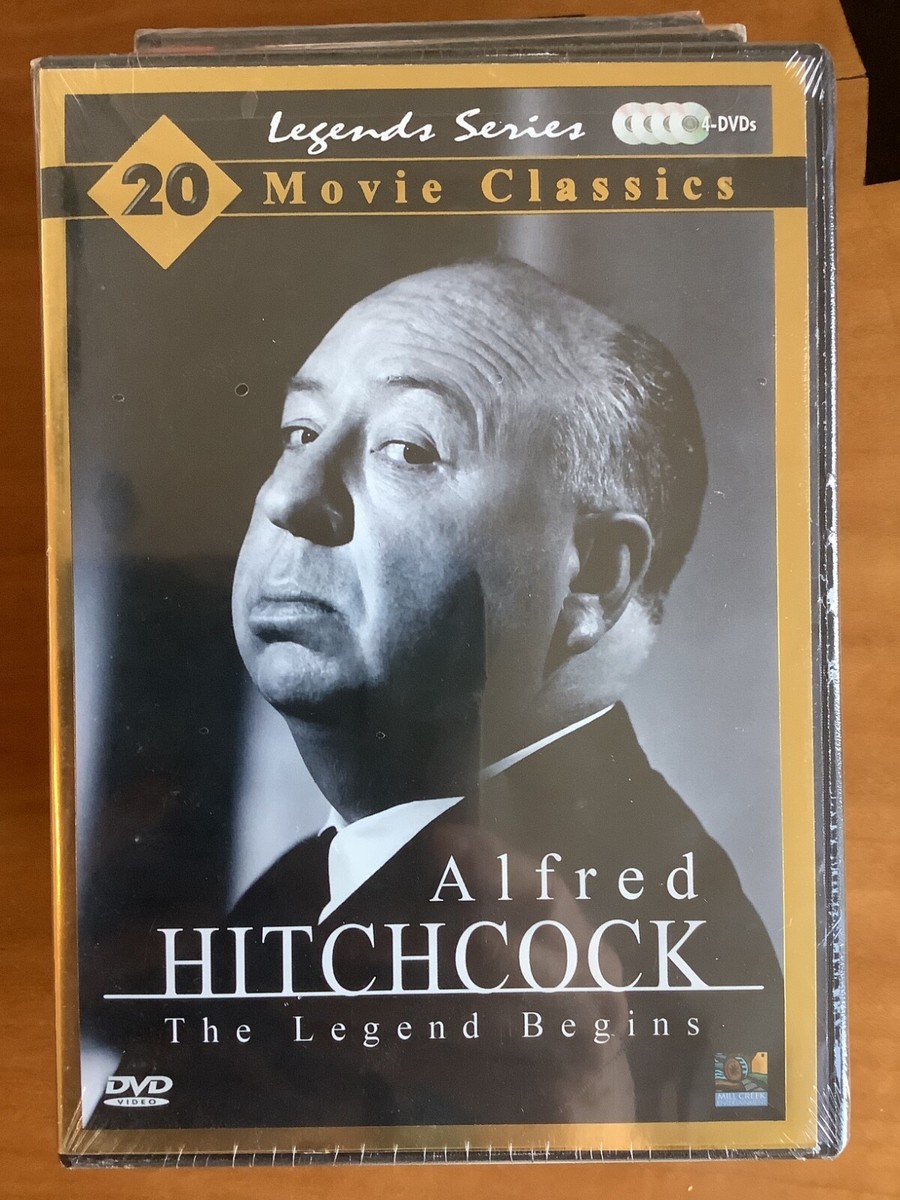 Legends Series
4-DVDs
20 Movie Classics
Alfred
HITCHCOCK
The Legend Begins
DVD
VIDEO
MILL CREEK